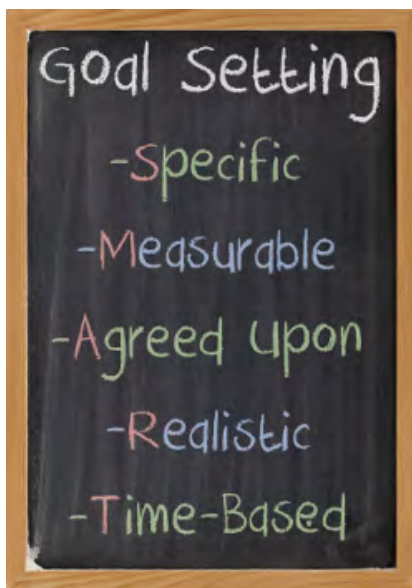 Goal Setting
-Specific
-Measurable
-Agreed upon
-Realistic
-Time-Based